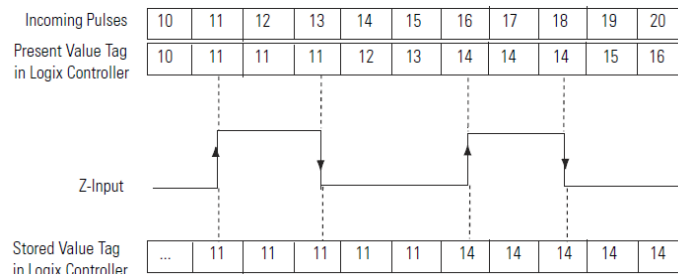 Incoming Pulses 10 11 12 13 14 15 16 17 18 19 20
Present Value Tag 10 11 11 11 12 13 14 14 14 15 16
in Logix Controller
Z-Input
Stored Value Tag ... 11 11 11 11 11 14 14 14 14 14
in Logix Controller